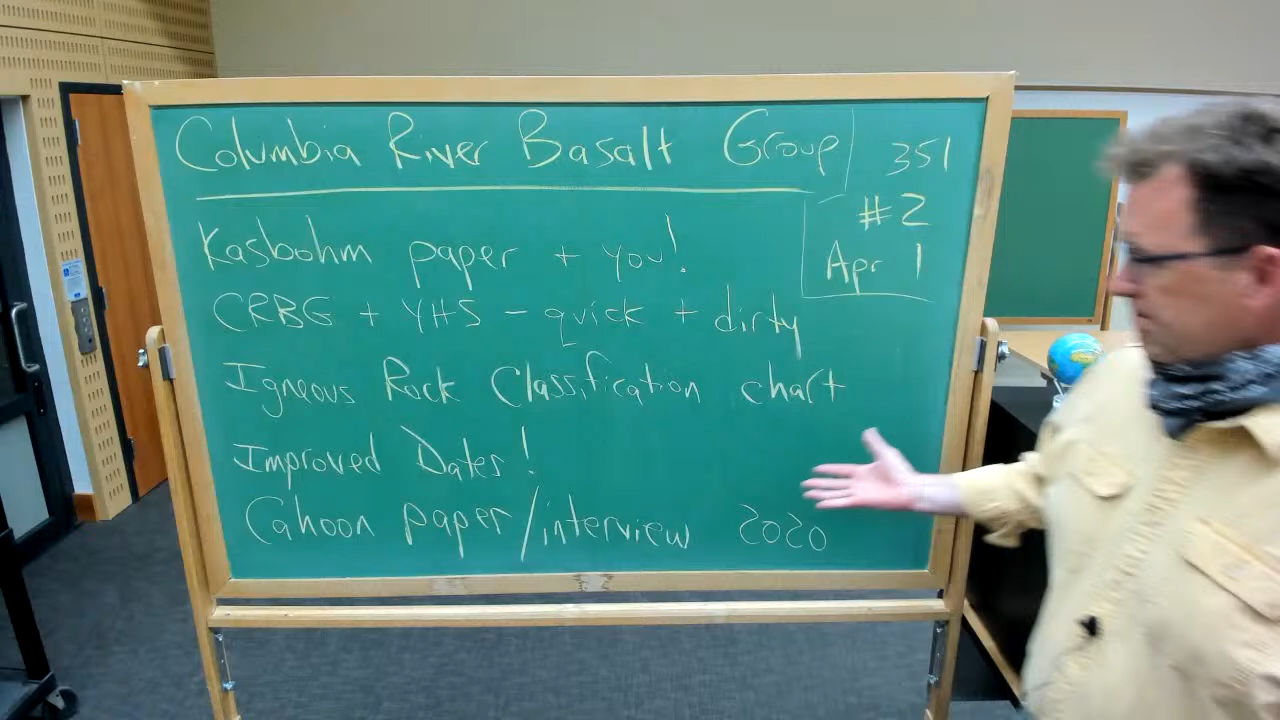 Columbia River Basalt Group
351
#2
Apr 1
Kasbohm paper + you!
CRBG + YHS - quick + dirty
Igneous Rock Classification chart
Improved Dates!
Cahoon paper/interview 2020